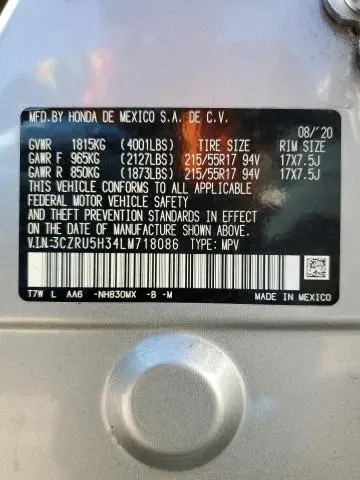 MFD.BY HONDA DE MEXICO S.A. DE C.V.
08/'20
GVWR 1815KG (4001LBS) TIRE SIZE RIM SIZE
GAWR F 965KG (2127LBS) 215/55R17 94V 17X7.5J
GAWR R 850KG (1873LBS) 215/55R17 94V 17X7.5J
THIS VEHICLE CONFORMS TO ALL APPLICABLE
FEDERAL MOTOR VEHICLE SAFETY AND THEFT PREVENTION
STANDARDS IN EFFECT ON THE DATE OF MANUFACTURE SHOWN ABOVE.
V.I.N:3CZRU5H34LM718086 TYPE: MPV
MADE IN MEXICO
T7W L AA6 -NH830MX -B -M